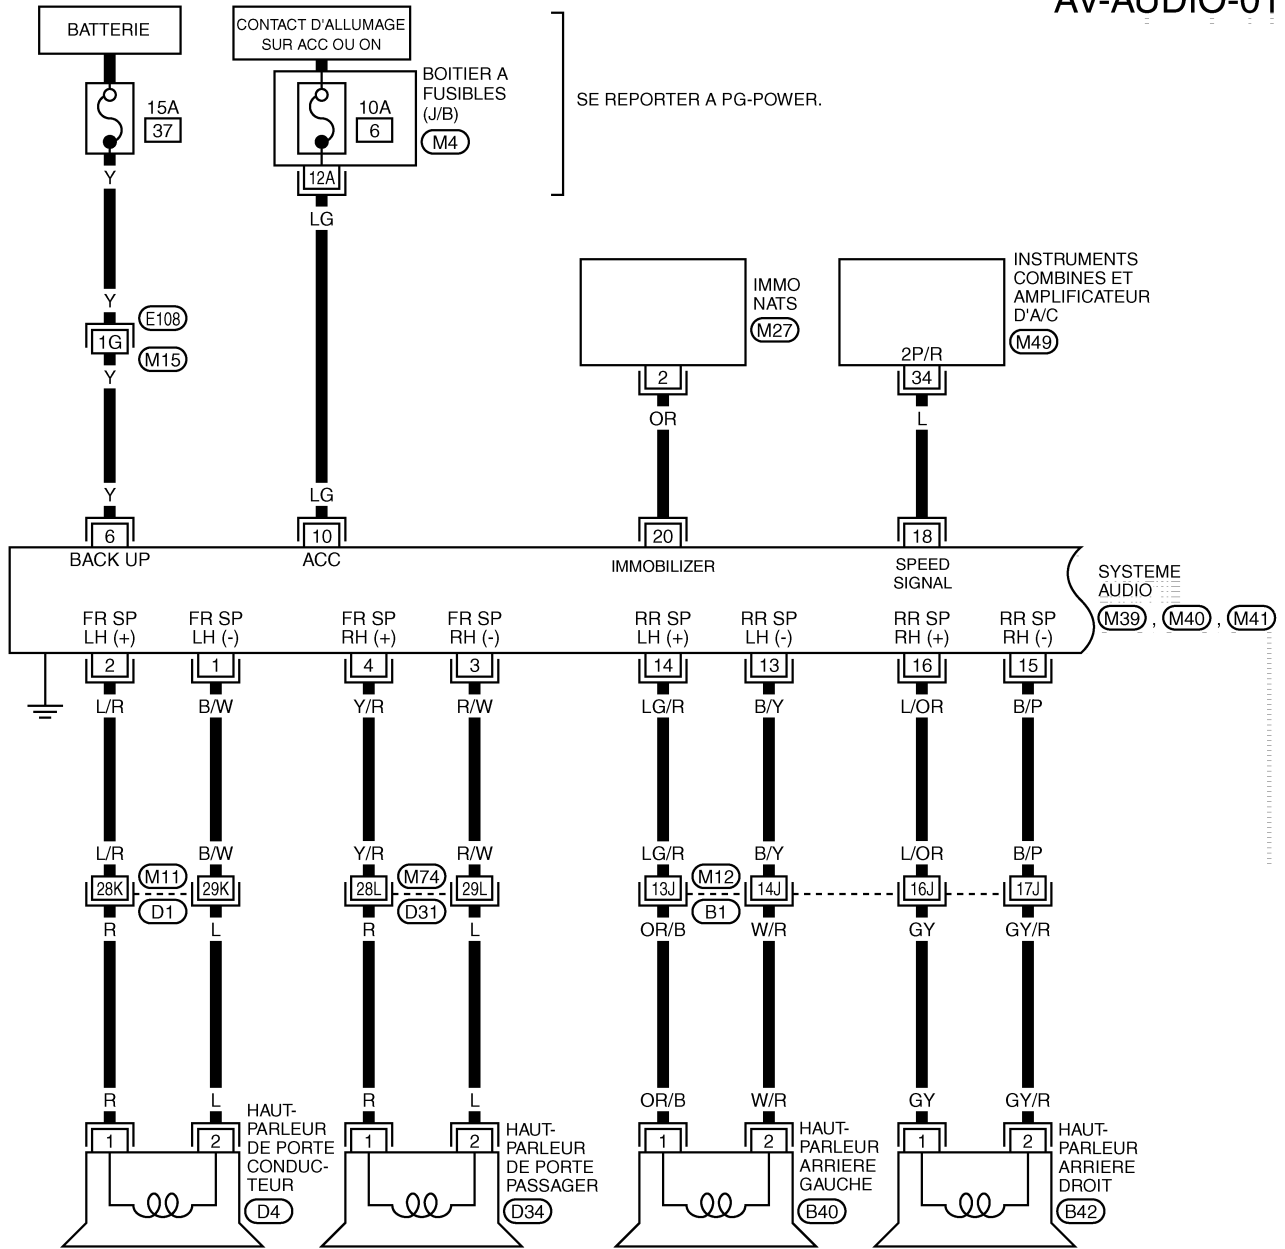 AV-AUDIO-01
BATTERIE
CONTACT D'ALLUMAGE
SUR ACC OU ON
15A
37
10A
6
BOITIER A
FUSIBLES
(J/B)
M4
SE REPORTER A PG-POWER.
12A
Y
LG
Y
E108
1G
M15
Y
IMMO
NATS
M27
2
OR
INSTRUMENTS
COMBINES ET
AMPLIFICATEUR
D'A/C
M49
2P/R
34
L
Y
LG
6
10
20
18
BACK UP
ACC
IMMOBILIZER
SPEED
SIGNAL
SYSTEME
AUDIO
M39 , M40 , M41
FR SP
LH (+)
FR SP
LH (-)
FR SP
RH (+)
FR SP
RH (-)
RR SP
LH (+)
RR SP
LH (-)
RR SP
RH (+)
RR SP
RH (-)
2
1
4
3
14
13
16
15
L/R
B/W
Y/R
R/W
LG/R
B/Y
L/OR
B/P
L/R
B/W
Y/R
R/W
LG/R
B/Y
L/OR
B/P
28K
M11
D1
29K
28L
M74
D31
29L
13J
M12
B1
14J
16J
17J
R
L
R
L
OR/B
W/R
GY
GY/R
R
L
R
L
OR/B
W/R
GY
GY/R
1
2
HAUT-
PARLEUR
DE PORTE
CONDUC-
TEUR
D4
1
2
HAUT-
PARLEUR
DE PORTE
PASSAGER
D34
1
2
HAUT-
PARLEUR
ARRIERE
GAUCHE
B40
1
2
HAUT-
PARLEUR
ARRIERE
DROIT
B42